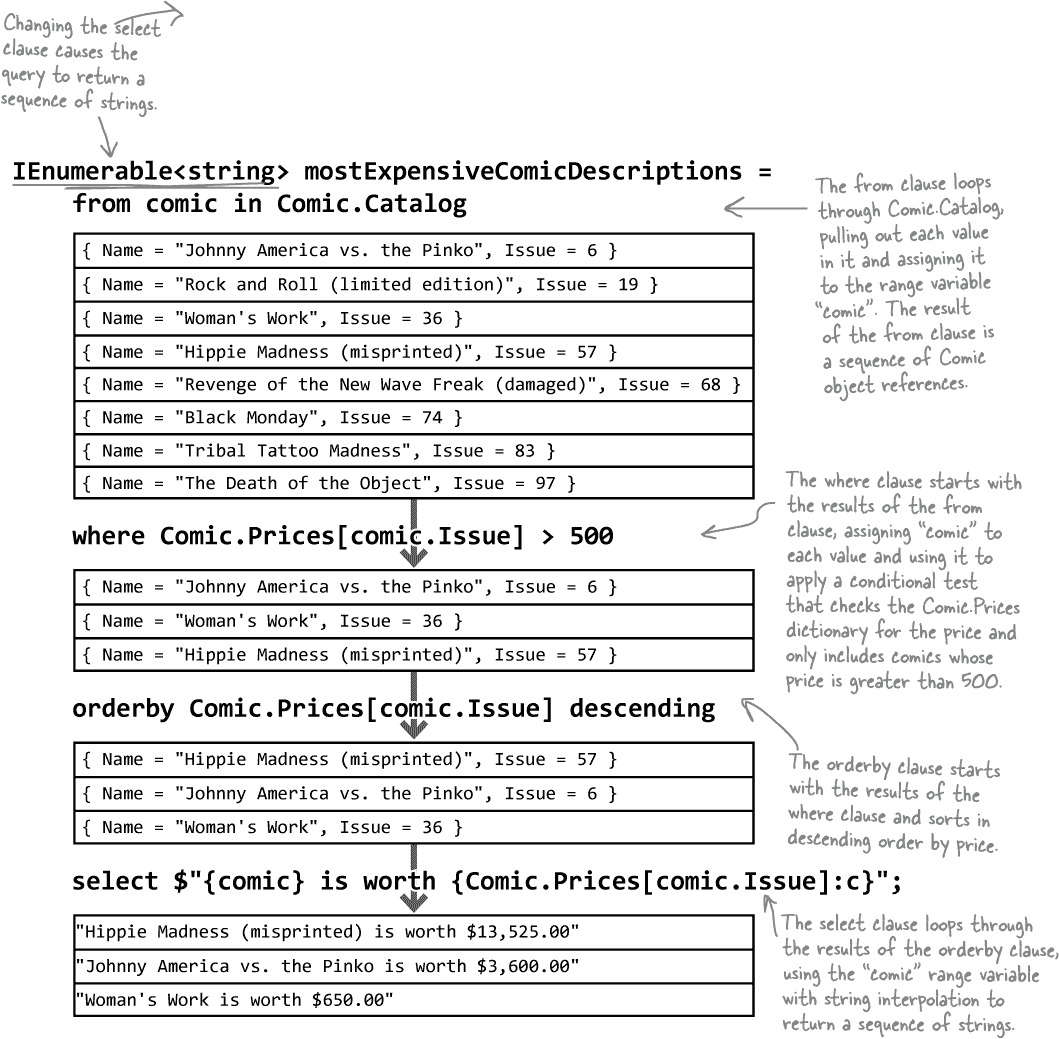 Changing the select
clause causes the
query to return a
sequence of strings.
IEnumerable<string> mostExpensiveComicDescriptions =
from comic in Comic.Catalog
The from clause loops
through Comic.Catalog,
pulling out each value
in it and assigning it
to the range variable
“comic”. The result
of the from clause is
a sequence of Comic
object references.
{ Name = "Johnny America vs. the Pinko", Issue = 6 }
{ Name = "Rock and Roll (limited edition)", Issue = 19 }
{ Name = "Woman's Work", Issue = 36 }
{ Name = "Hippie Madness (misprinted)", Issue = 57 }
{ Name = "Revenge of the New Wave Freak (damaged)", Issue = 68 }
{ Name = "Black Monday", Issue = 74 }
{ Name = "Tribal Tattoo Madness", Issue = 83 }
{ Name = "The Death of the Object", Issue = 97 }
where Comic.Prices[comic.Issue] > 500
The where clause starts with
the results of the from
clause, assigning “comic” to
each value and using it to
apply a conditional test
that checks the Comic.Prices
dictionary for the price and
only includes comics whose
price is greater than 500.
{ Name = "Johnny America vs. the Pinko", Issue = 6 }
{ Name = "Woman's Work", Issue = 36 }
{ Name = "Hippie Madness (misprinted)", Issue = 57 }
orderby Comic.Prices[comic.Issue] descending
The orderby clause starts
with the results of the
where clause and sorts in
descending order by price.
{ Name = "Hippie Madness (misprinted)", Issue = 57 }
{ Name = "Johnny America vs. the Pinko", Issue = 6 }
{ Name = "Woman's Work", Issue = 36 }
select $"{comic} is worth {Comic.Prices[comic.Issue]:c}";
The select clause loops through
the results of the orderby clause,
using the “comic” range variable
with string interpolation to
return a sequence of strings.
"Hippie Madness (misprinted) is worth $13,525.00"
"Johnny America vs. the Pinko is worth $3,600.00"
"Woman's Work is worth $650.00"